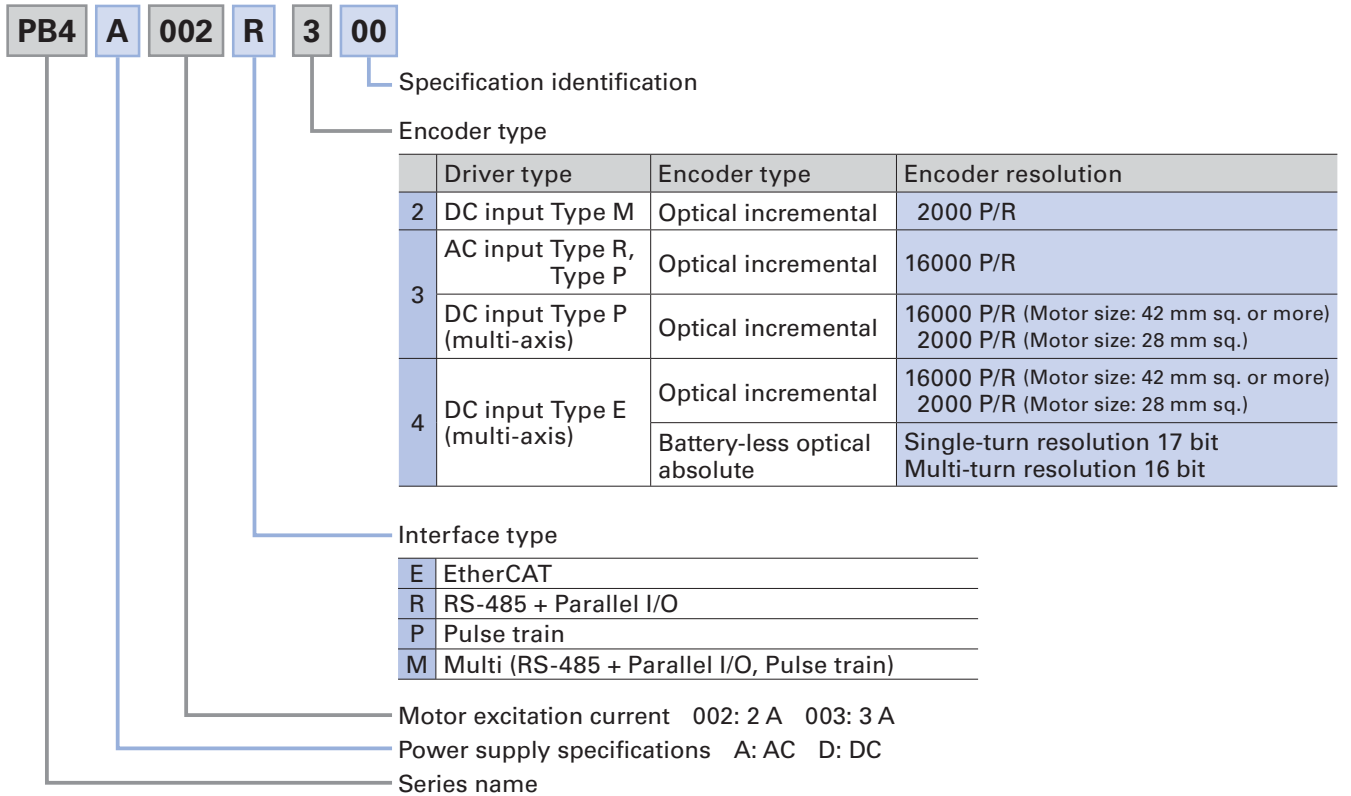 PB4 A 002 R 3 00
Specification identification
Encoder type
Driver type Encoder type Encoder resolution
2 DC input Type M Optical incremental 2000 P/R
3 AC input Type R,
Type P Optical incremental 16000 P/R
DC input Type P
(multi-axis) Optical incremental 16000 P/R (Motor size: 42 mm sq. or more)
2000 P/R (Motor size: 28 mm sq.)
4 DC input Type E
(multi-axis) Optical incremental 16000 P/R (Motor size: 42 mm sq. or more)
2000 P/R (Motor size: 28 mm sq.)
Battery-less optical
absolute Single-turn resolution 17 bit
Multi-turn resolution 16 bit
Interface type
E EtherCAT
R RS-485 + Parallel I/O
P Pulse train
M Multi (RS-485 + Parallel I/O, Pulse train)
Motor excitation current 002: 2 A 003: 3 A
Power supply specifications A: AC D: DC
Series name